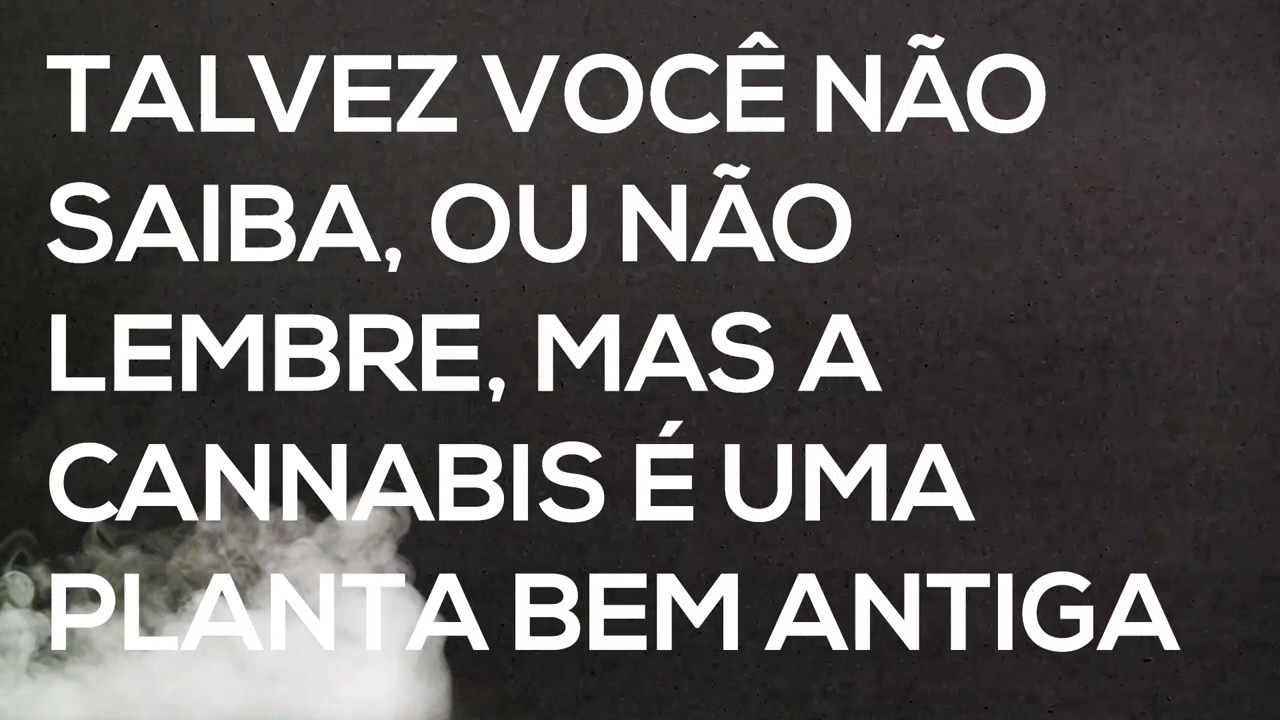 TALVEZ VOCÊ NÃO
SAIBA, OU NÃO
LEMBRE, MAS A
CANNABIS É UMA
PLANTA BEM ANTIGA